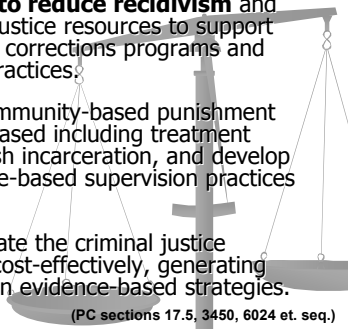 to reduce recidivism and
ustice resources to support
corrections programs and
ractices.
mmunity-based punishment
ased including treatment
sh incarceration, and develop
e-based supervision practices
ate the criminal justice
cost-effectively, generating
n evidence-based strategies.
(PC sections 17.5, 3450, 6024 et. seq.)